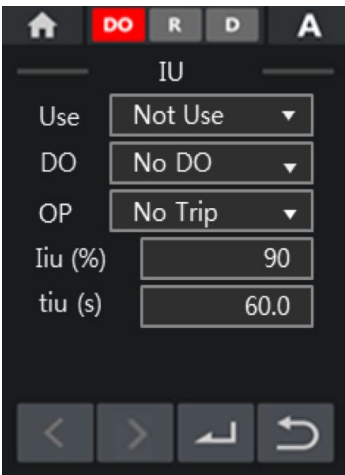 DO R D A
IU
Use Not Use
DO No DO
OP No Trip
Iiu (%) 90
tiu (s) 60.0